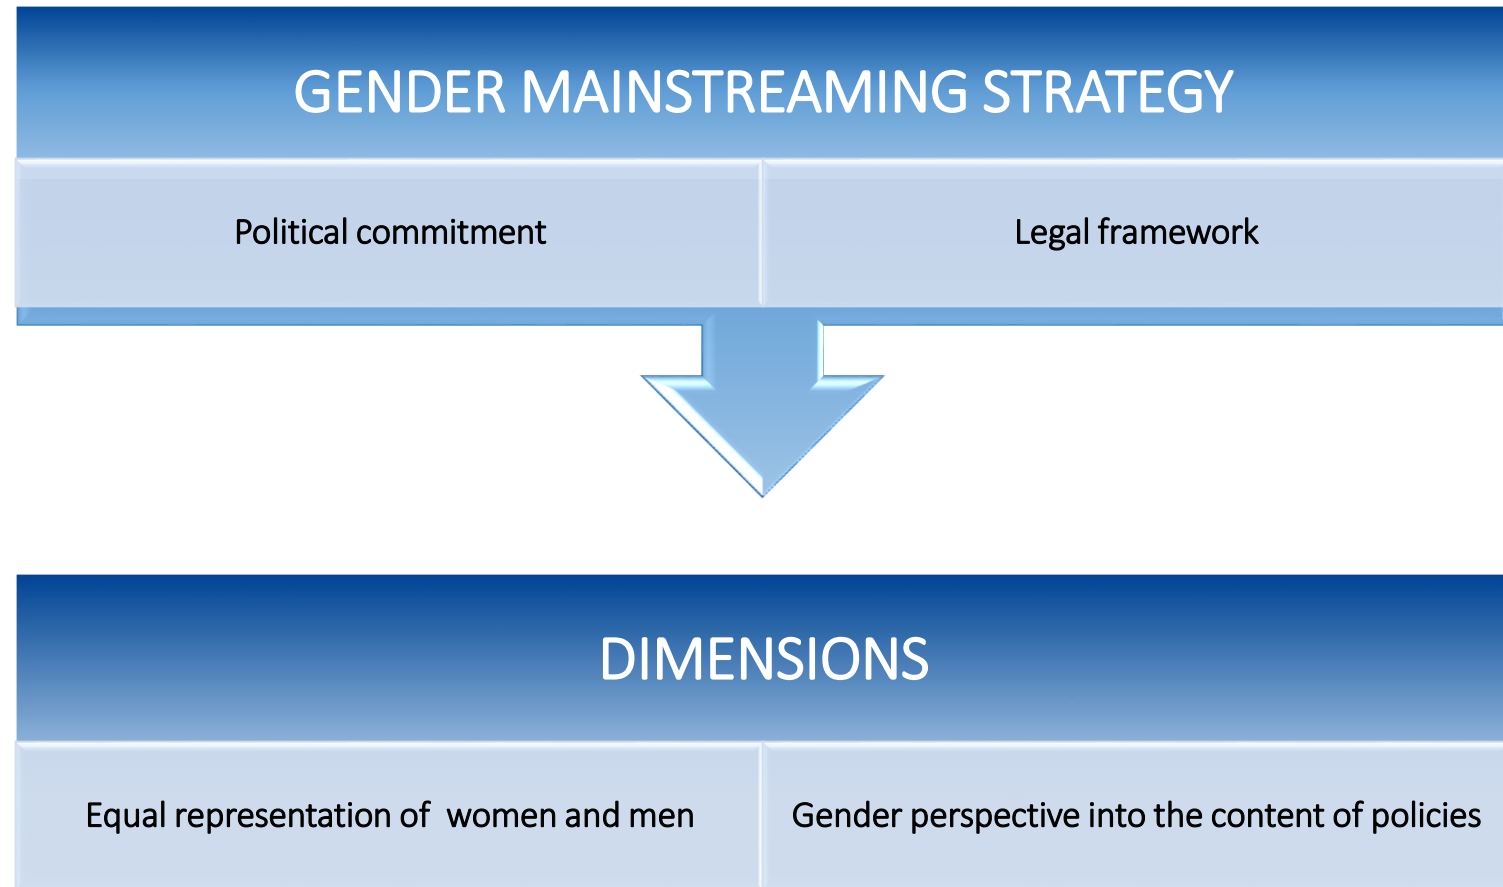 GENDER MAINSTREAMING STRATEGY
Political commitment
Legal framework
DIMENSIONS
Equal representation of women and men
Gender perspective into the content of policies